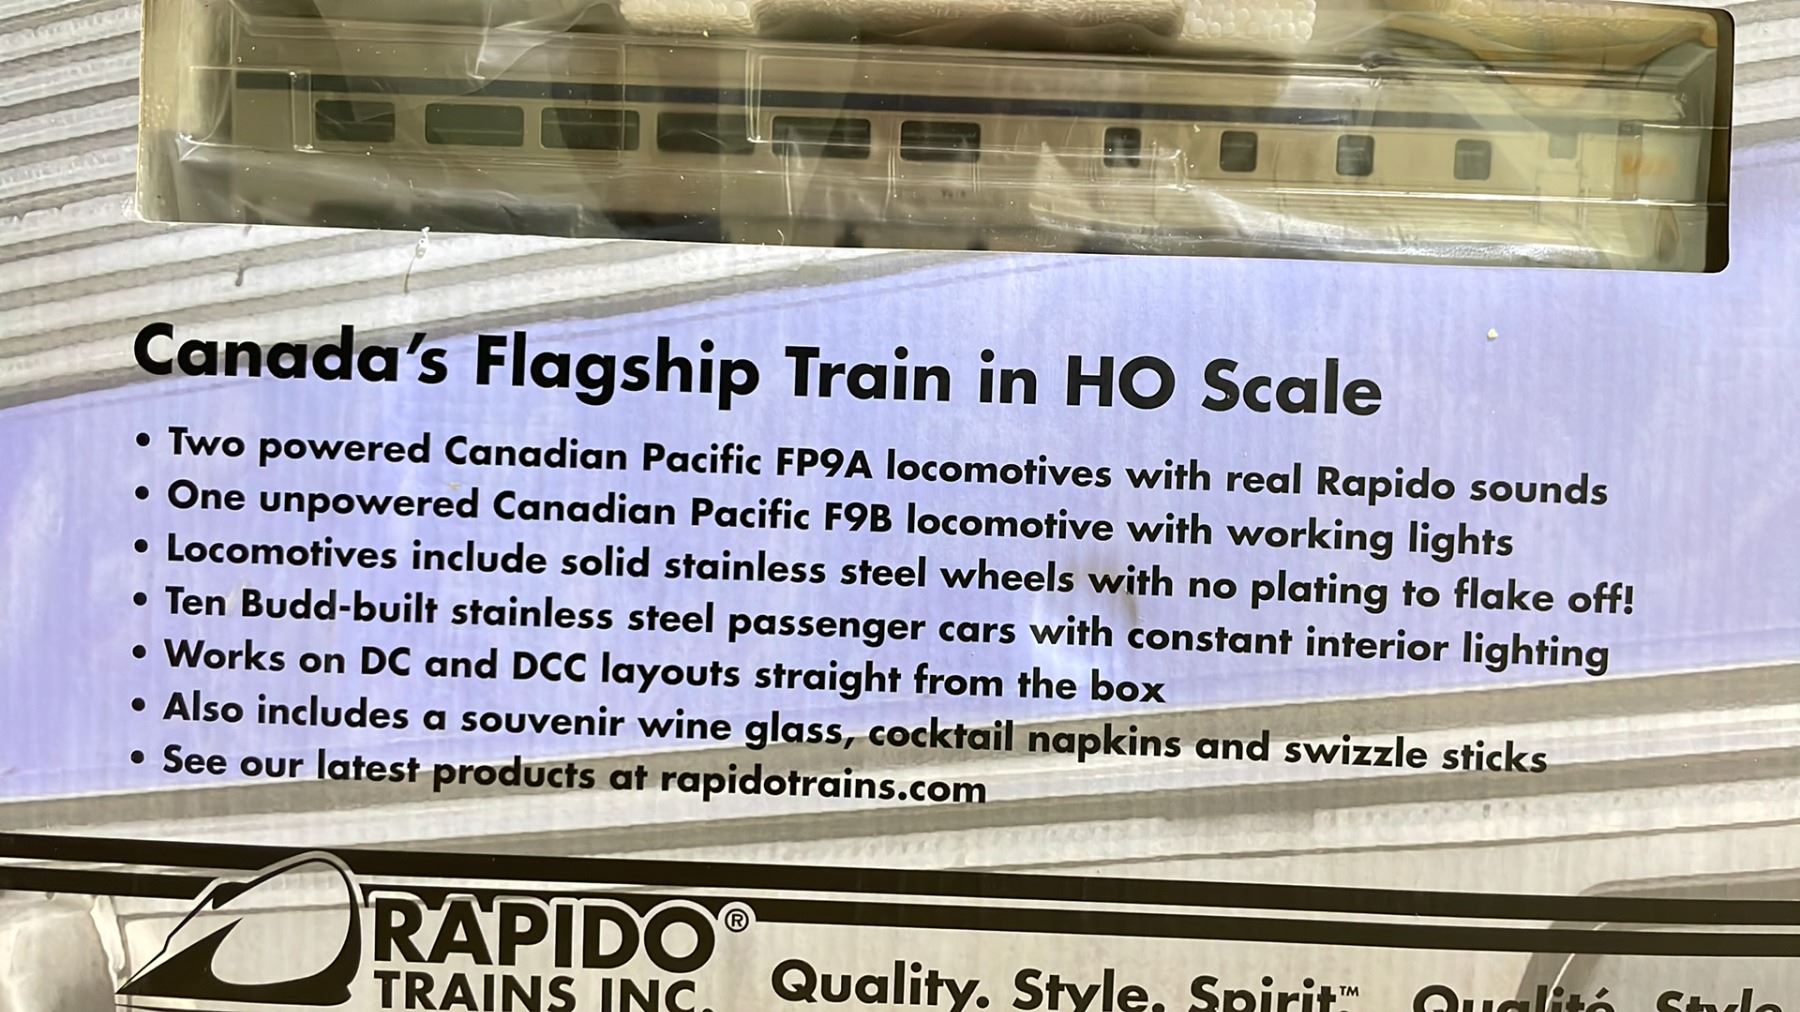 Canada's Flagship Train in HO Scale
• Two powered Canadian Pacific FP9A locomotives with real Rapido sounds
• One unpowered Canadian Pacific F9B locomotive with working lights
• Locomotives include solid stainless steel wheels with no plating to flake off!
• Ten Budd-built stainless steel passenger cars with constant interior lighting
• Works on DC and DCC layouts straight from the box
• Also includes a souvenir wine glass, cocktail napkins and swizzle sticks
• See our latest products at rapidotrains.com
RAPIDO®
TRAINS INC.
Quality. Style. Spirit.™ Qualité. Style